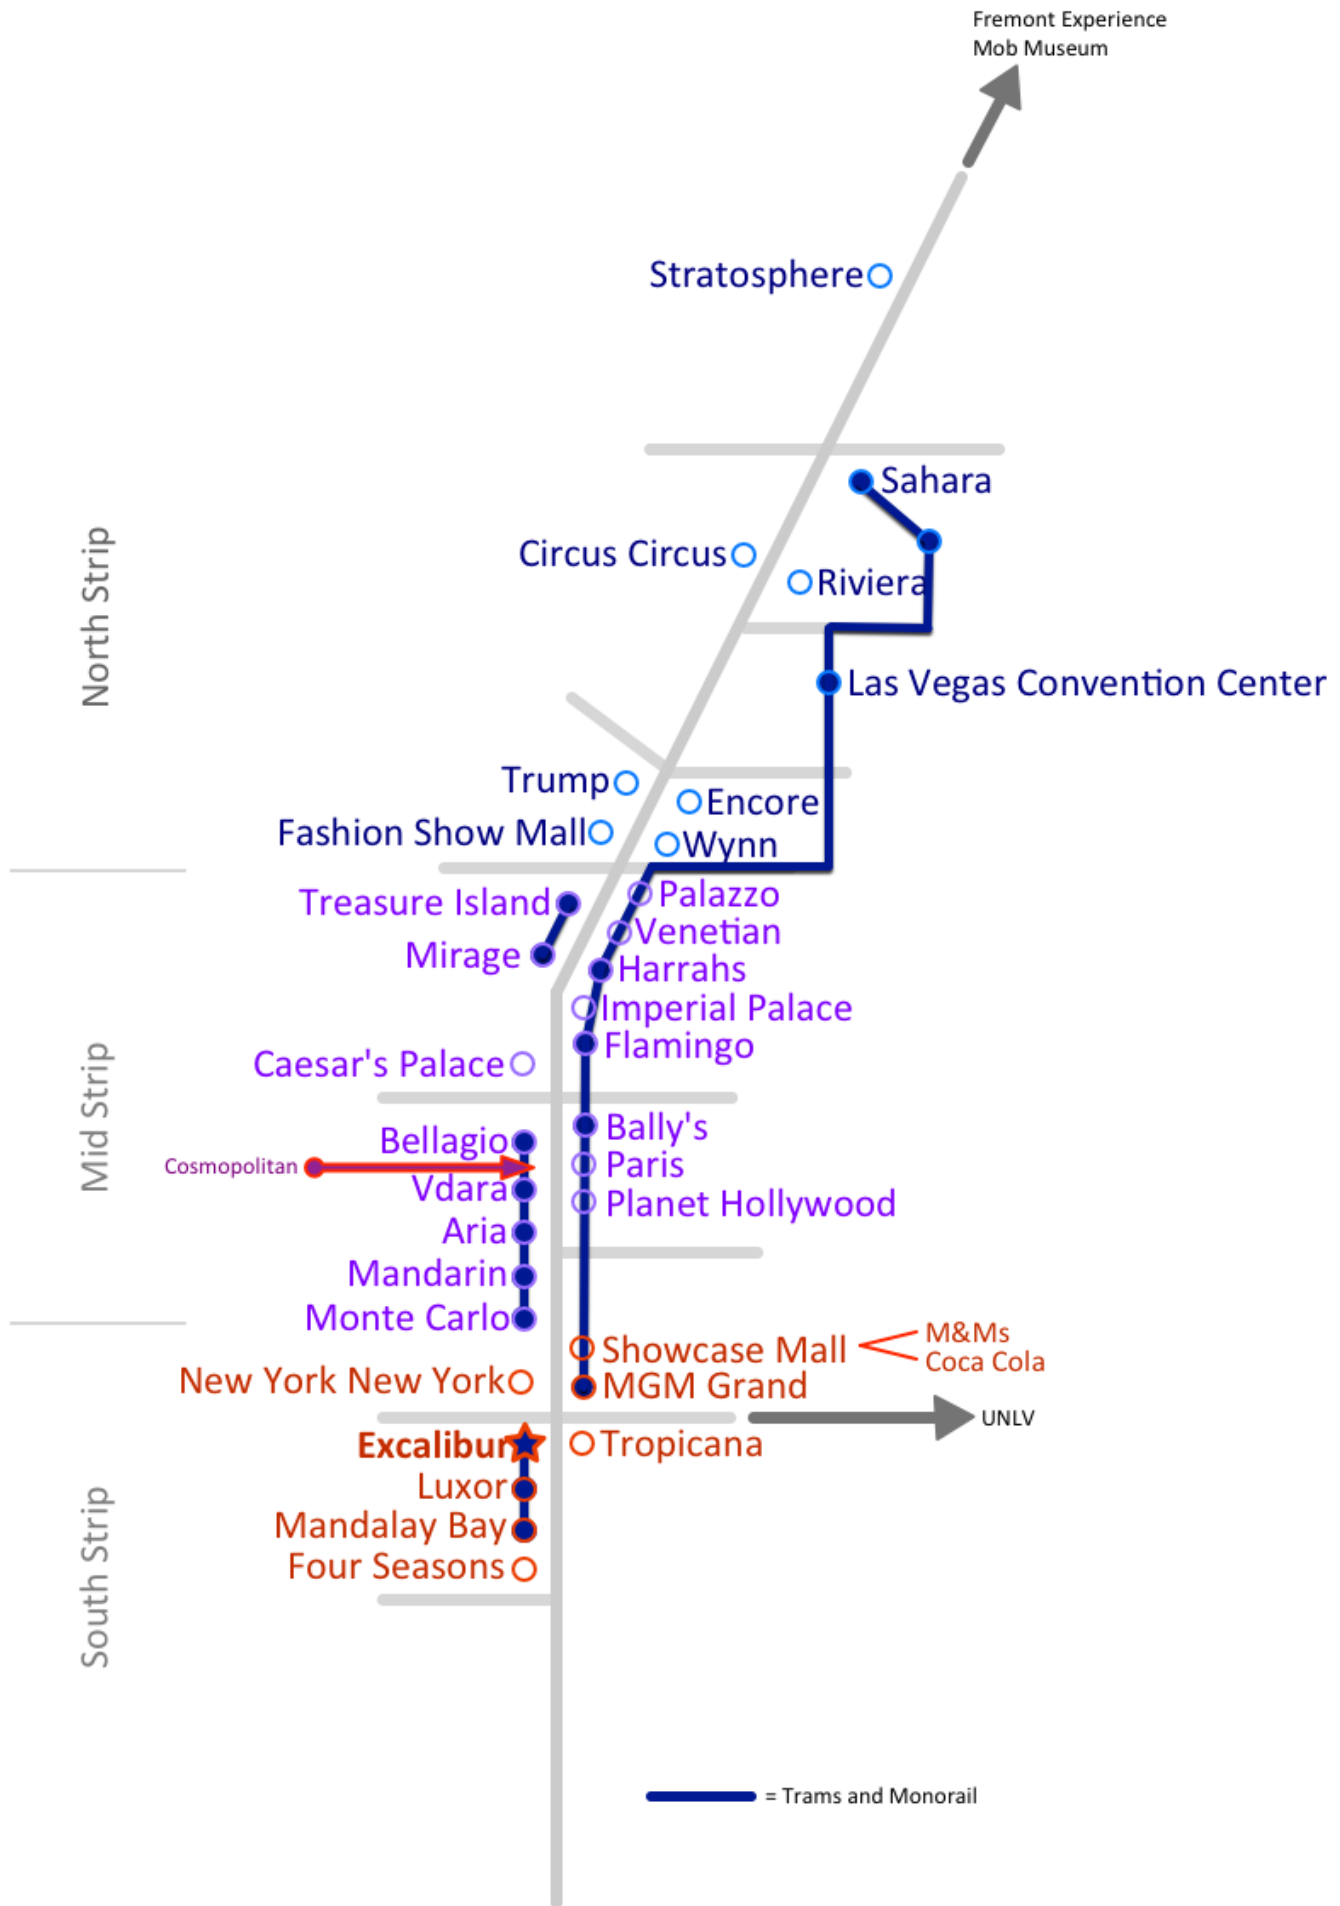 Fremont Experience
Mob Museum
Stratosphere
Sahara
Circus Circus
Riviera
North Strip
Las Vegas Convention Center
Trump
Encore
Fashion Show Mall
Wynn
Treasure Island
Palazzo
Venetian
Mirage
Harrahs
Imperial Palace
Flamingo
Caesar's Palace
Mid Strip
Bally's
Bellagio
Cosmopolitan
Paris
Vdara
Planet Hollywood
Aria
Mandarin
Monte Carlo
M&Ms
Showcase Mall
Coca Cola
New York New York
MGM Grand
UNLV
Excalibur
Tropicana
Luxor
Mandalay Bay
Four Seasons
South Strip
= Trams and Monorail